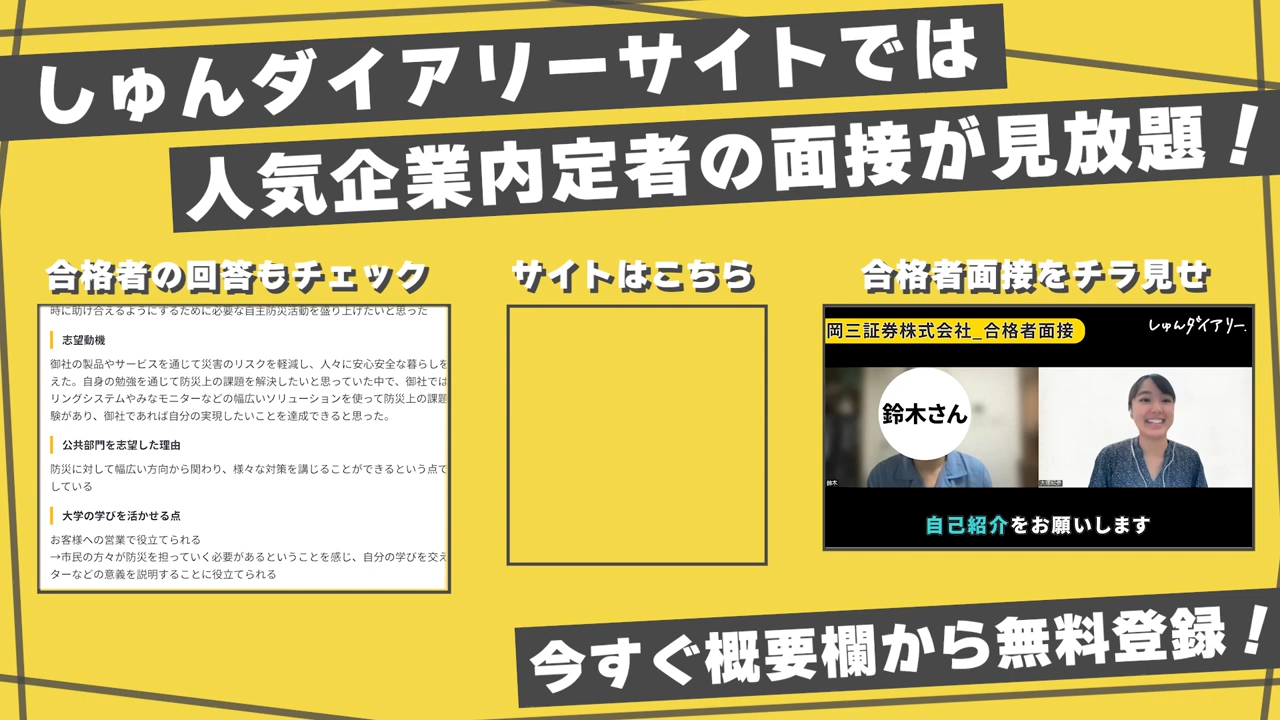 しゅんダイアリーサイトでは
人気企業内定者の面接が見放題！
合格者の回答もチェック
時に助け合えるようにするために必要な自主防災活動を盛り上げたいと思った
志望動機
御社の製品やサービスを通じて災害のリスクを軽減し、人々に安心安全な暮らしを
えた。自身の勉強を通じて防災上の課題を解決したいと思っていた中で、御社では
リングシステムやみなモニターなどの幅広いソリューションを使って防災上の課題
験があり、御社であれば自分の実現したいことを達成できると思った。
公共部門を志望した理由
防災に対して幅広い方向から関わり、様々な対策を講じることができるという点で
している
大学の学びを活かせる点
お客様への営業で役立てられる
→市民の方々が防災を担っていく必要があるということを感じ、自分の学びを交え
ターなどの意義を説明することに役立てられる
サイトはこちら
合格者面接をチラ見せ
岡三証券株式会社_合格者面接
しゅんダイアリー.
鈴木さん
鈴木
自己紹介をお願いします
今すぐ概要欄から無料登録！